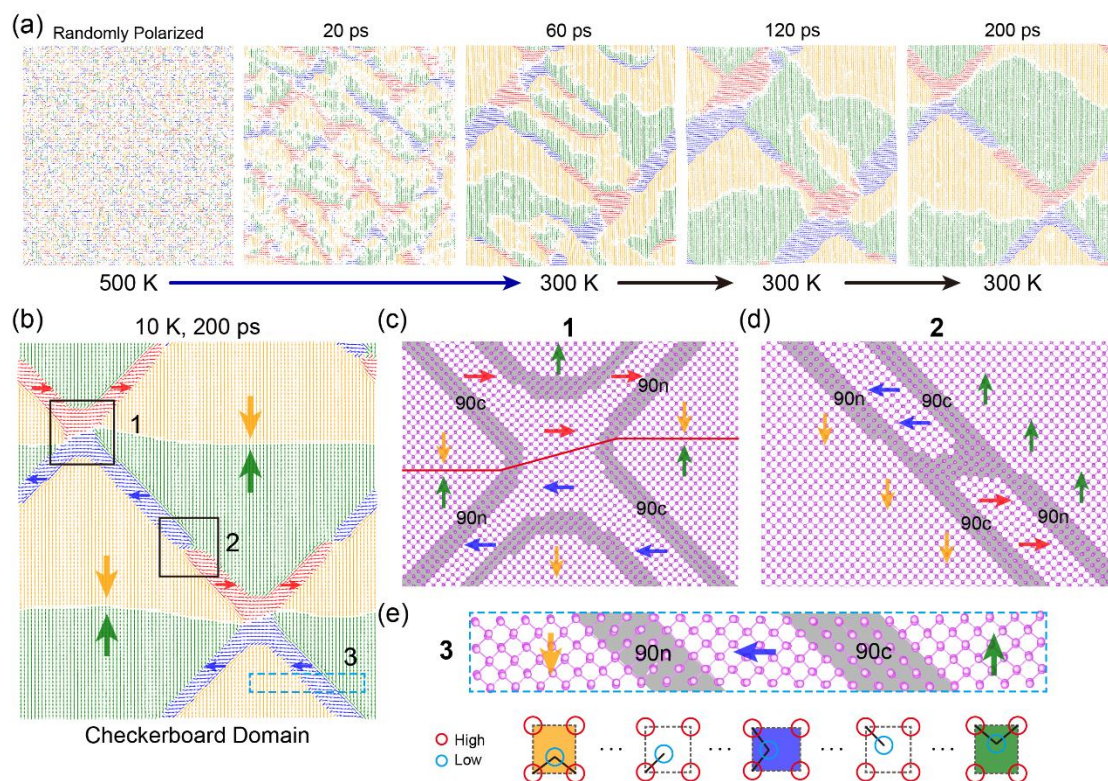 (a)
Randomly Polarized
20 ps
60 ps
120 ps
200 ps
500 K
300 K
300 K
300 K
(b)
10 K, 200 ps
1
2
3
Checkerboard Domain
(c)
1
90c
90n
90n
90c
(d)
2
90n
90c
90c
90n
(e)
3
90n
90c
High
Low
... ... ... ...